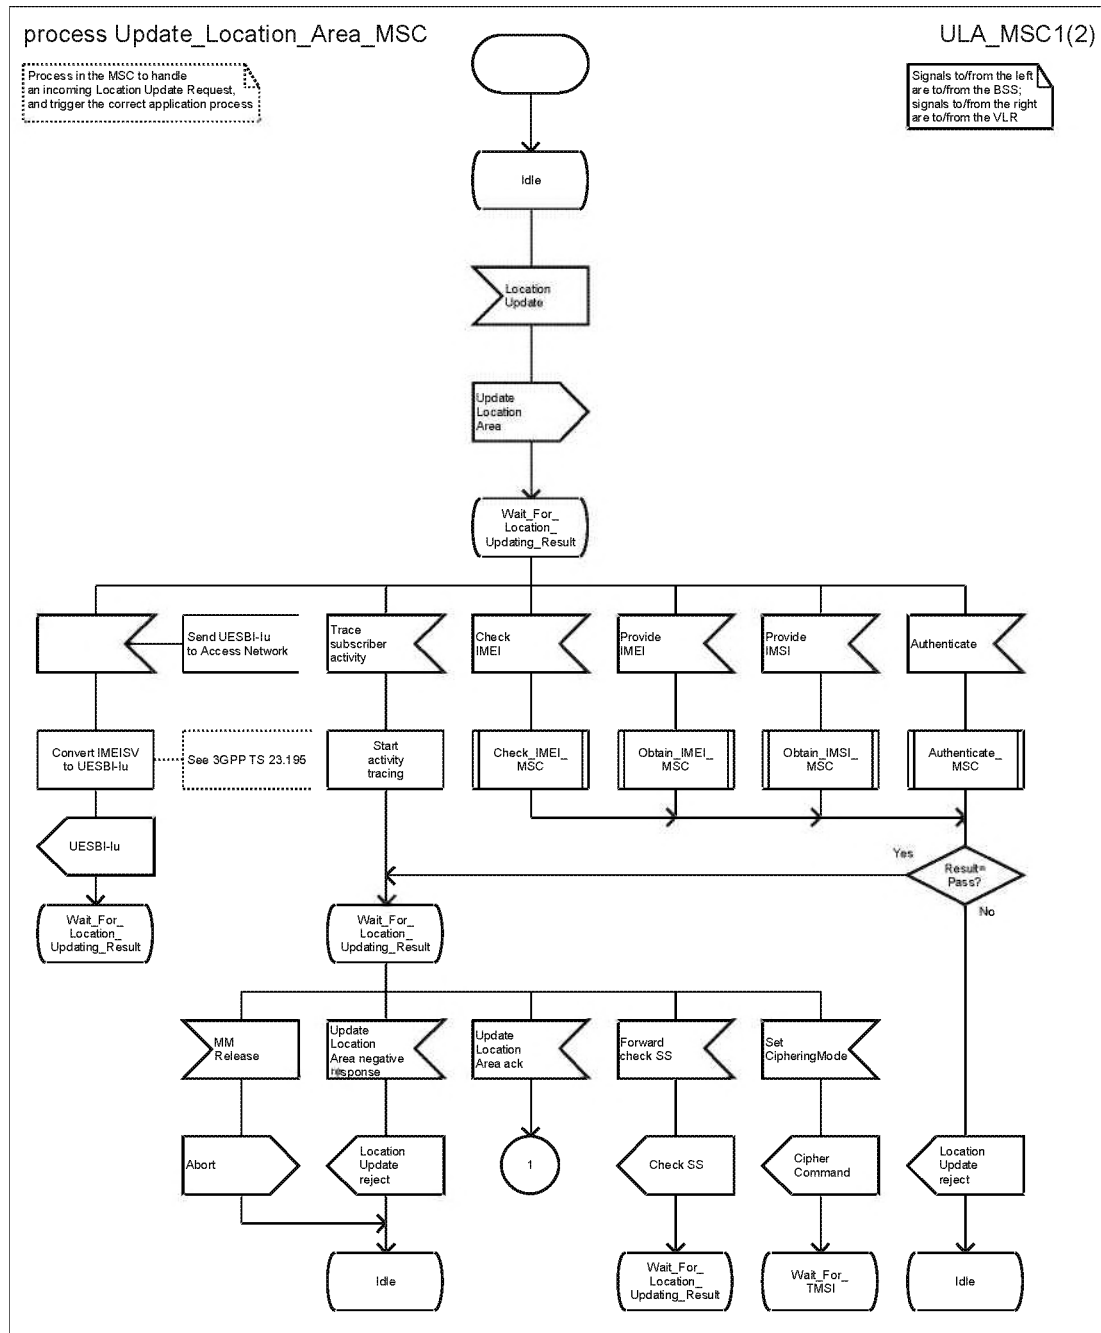 process Update_Location_Area_MSC
ULA_MSC1(2)
Process in the MSC to handle
an incoming Location Update Request,
and trigger the correct application process
Signals to/from the left
are to/from the BSS;
signals to/from the right
are to/from the VLR
Idle
Location
Update
Update
Location
Area
Wait_For_
Location_
Updating_Result
Send UESBI-Iu
to Access Network
Trace
subscriber
activity
Check
IMEI
Provide
IMEI
Provide
IMSI
Authenticate
Convert IMEISV
to UESBI-Iu
See 3GPP TS 23.195
Start
activity
tracing
Check_IMEI_
MSC
Obtain_IMEI_
MSC
Obtain_IMSI_
MSC
Authenticate_
MSC
UESBI-Iu
Yes
Result=
Pass?
No
Wait_For_
Location_
Updating_Result
Wait_For_
Location_
Updating_Result
MM
Release
Update
Location
Area negative
response
Update
Location
Area ack
Forward
check SS
Set
CipheringMode
Abort
Location
Update
reject
1
Check SS
Cipher
Command
Location
Update
reject
Idle
Wait_For_
Location_
Updating_Result
Wait_For_
TMSI
Idle